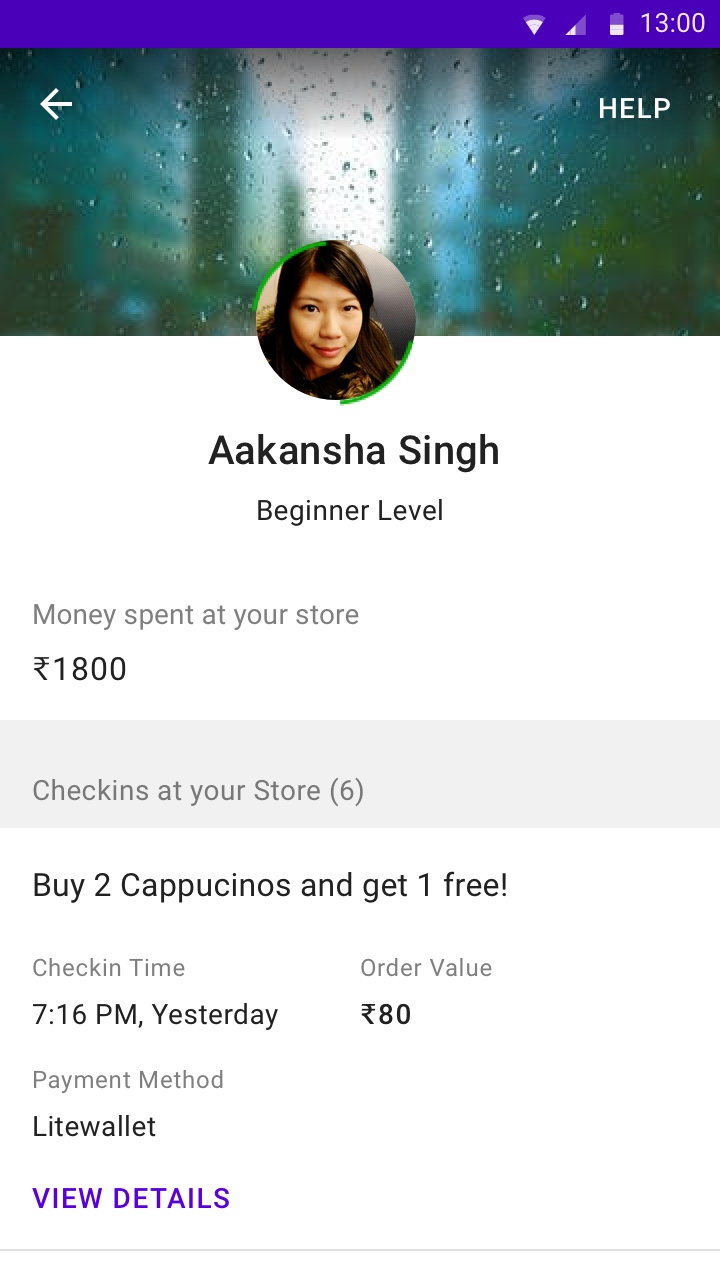 13:00
HELP
Aakansha Singh
Beginner Level
Money spent at your store
₹1800
Checkins at your Store (6)
Buy 2 Cappucinos and get 1 free!
Checkin Time
Order Value
7:16 PM, Yesterday
₹80
Payment Method
Litewallet
VIEW DETAILS